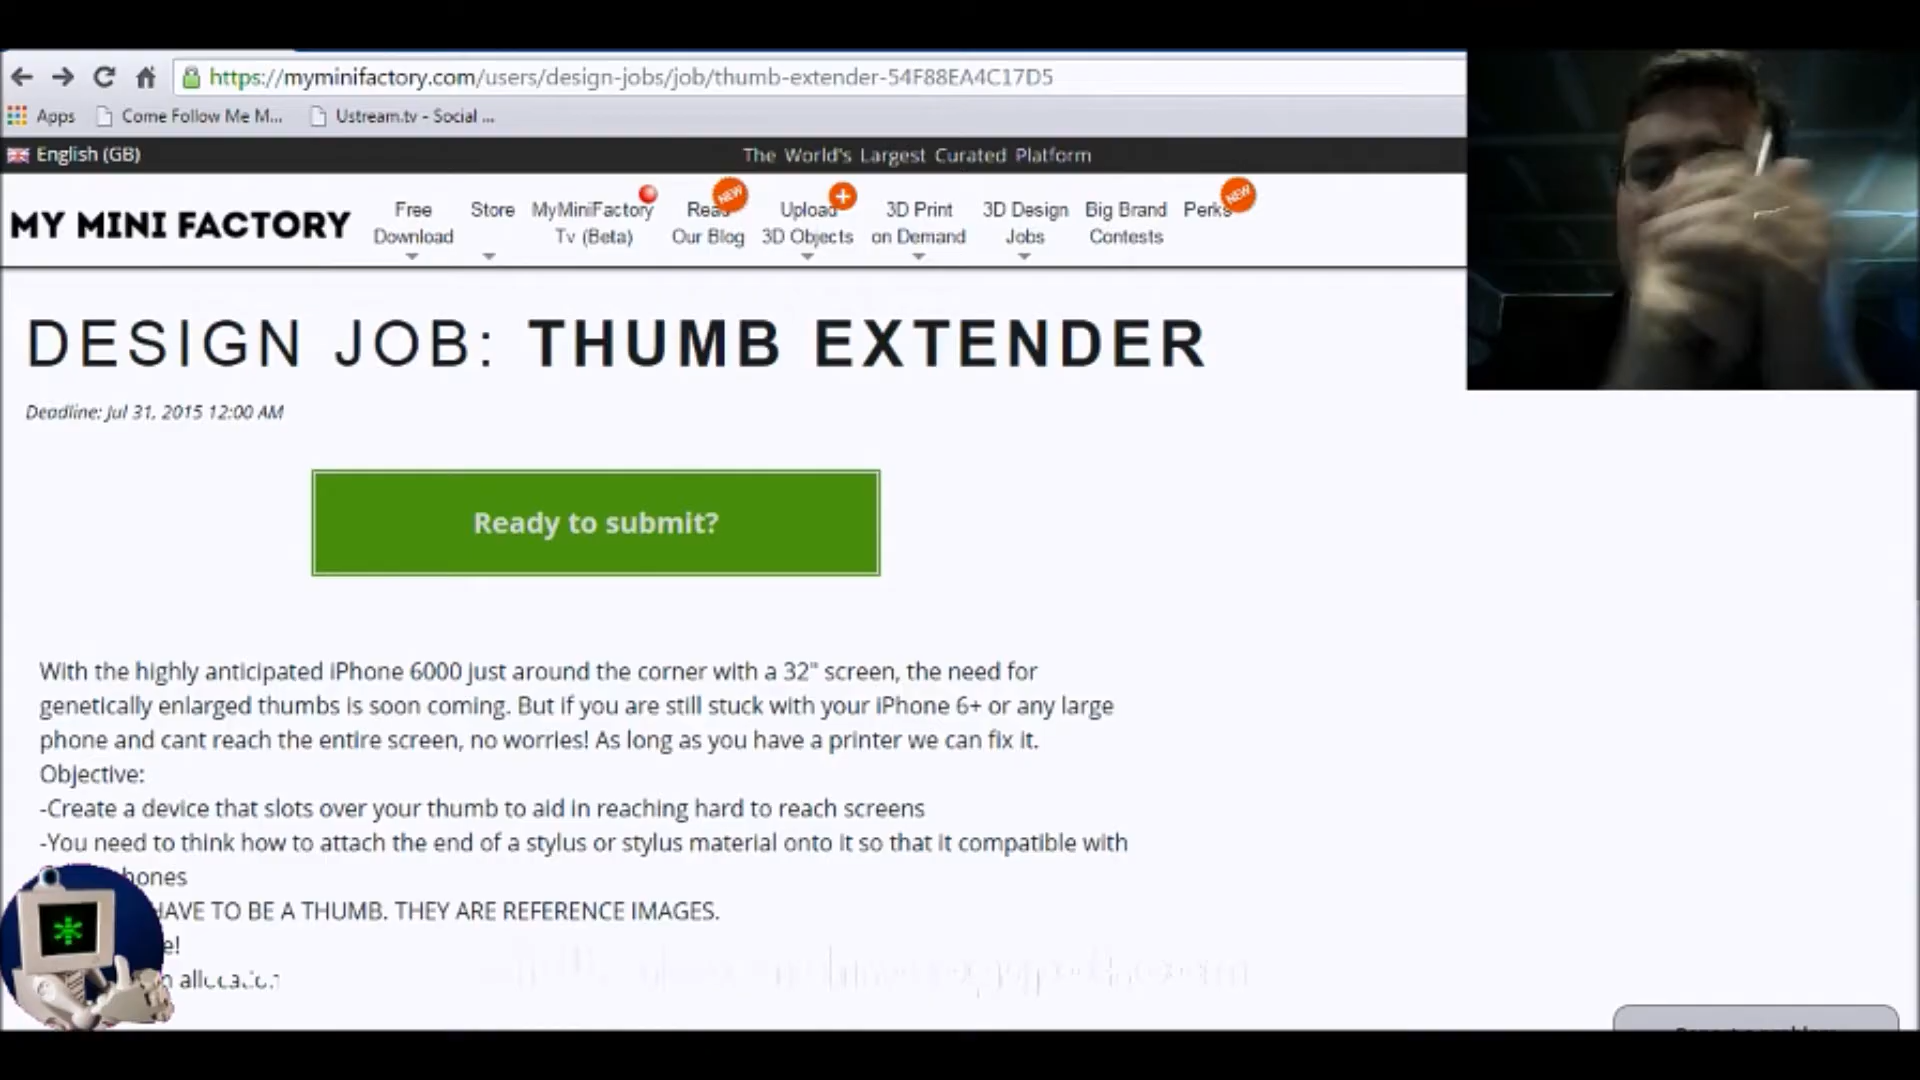 https://myminifactory.com/users/design-jobs/job/thumb-extender-54F88EA4C17D5
Apps Come Follow Me M... Ustream.tv - Social ...
English (GB) The World's Largest Curated Platform
MY MINI FACTORY
Free Download
Store
MyMiniFactory Tv (Beta)
Read Our Blog NEW
Upload 3D Objects +
3D Print on Demand
3D Design Jobs
Big Brand Contests
Perks NEW
DESIGN JOB: THUMB EXTENDER
Deadline: Jul 31, 2015 12:00 AM
Ready to submit?
With the highly anticipated iPhone 6000 just around the corner with a 32" screen, the need for
genetically enlarged thumbs is soon coming. But if you are still stuck with your iPhone 6+ or any large
phone and cant reach the entire screen, no worries! As long as you have a printer we can fix it.
Objective:
-Create a device that slots over your thumb to aid in reaching hard to reach screens
-You need to think how to attach the end of a stylus or stylus material onto it so that it compatible with
HAVE TO BE A THUMB. THEY ARE REFERENCE IMAGES.